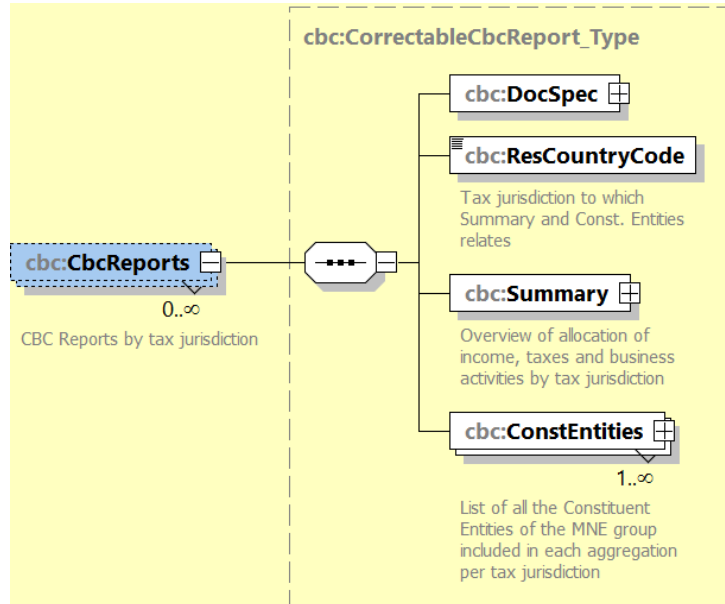 cbc:CorrectableCbcReport_Type
cbc:DocSpec
cbc:ResCountryCode
Tax jurisdiction to which
Summary and Const. Entities
relates
cbc:CbcReports
0..∞
CBC Reports by tax jurisdiction
cbc:Summary
Overview of allocation of
income, taxes and business
activities by tax jurisdiction
cbc:ConstEntities
1..∞
List of all the Constituent
Entities of the MNE group
included in each aggregation
per tax jurisdiction